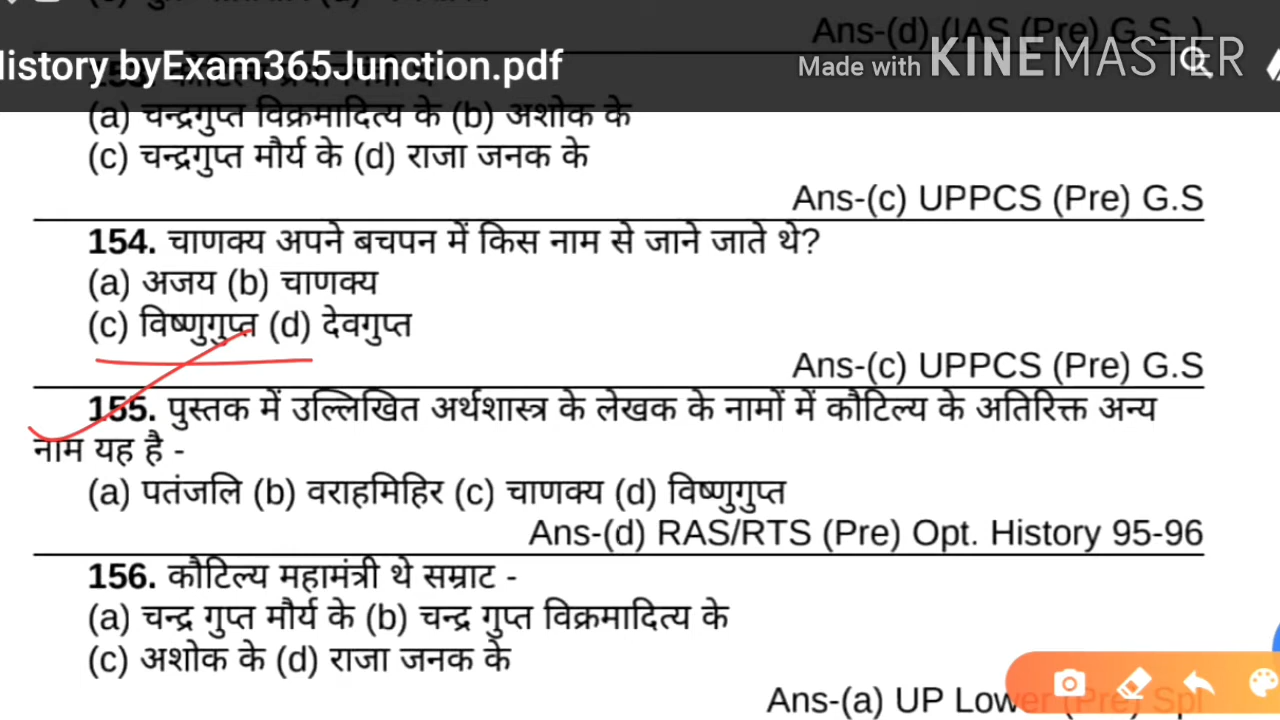 Ans-(d) (IAS (Pre) G.S. )
History byExam365Junction.pdf
Made with KINEMASTER
(a) चन्द्रगुप्त विक्रमादित्य के (b) अशोक के
(c) चन्द्रगुप्त मौर्य के (d) राजा जनक के
Ans-(c) UPPCS (Pre) G.S
154. चाणक्य अपने बचपन में किस नाम से जाने जाते थे?
(a) अजय (b) चाणक्य
(c) विष्णुगुप्त (d) देवगुप्त
Ans-(c) UPPCS (Pre) G.S
155. पुस्तक में उल्लिखित अर्थशास्त्र के लेखक के नामों में कौटिल्य के अतिरिक्त अन्य
नाम यह है -
(a) पतंजलि (b) वराहमिहिर (c) चाणक्य (d) विष्णुगुप्त
Ans-(d) RAS/RTS (Pre) Opt. History 95-96
156. कौटिल्य महामंत्री थे सम्राट -
(a) चन्द्र गुप्त मौर्य के (b) चन्द्र गुप्त विक्रमादित्य के
(c) अशोक के (d) राजा जनक के
Ans-(a) UP Lower (Pre) Spl